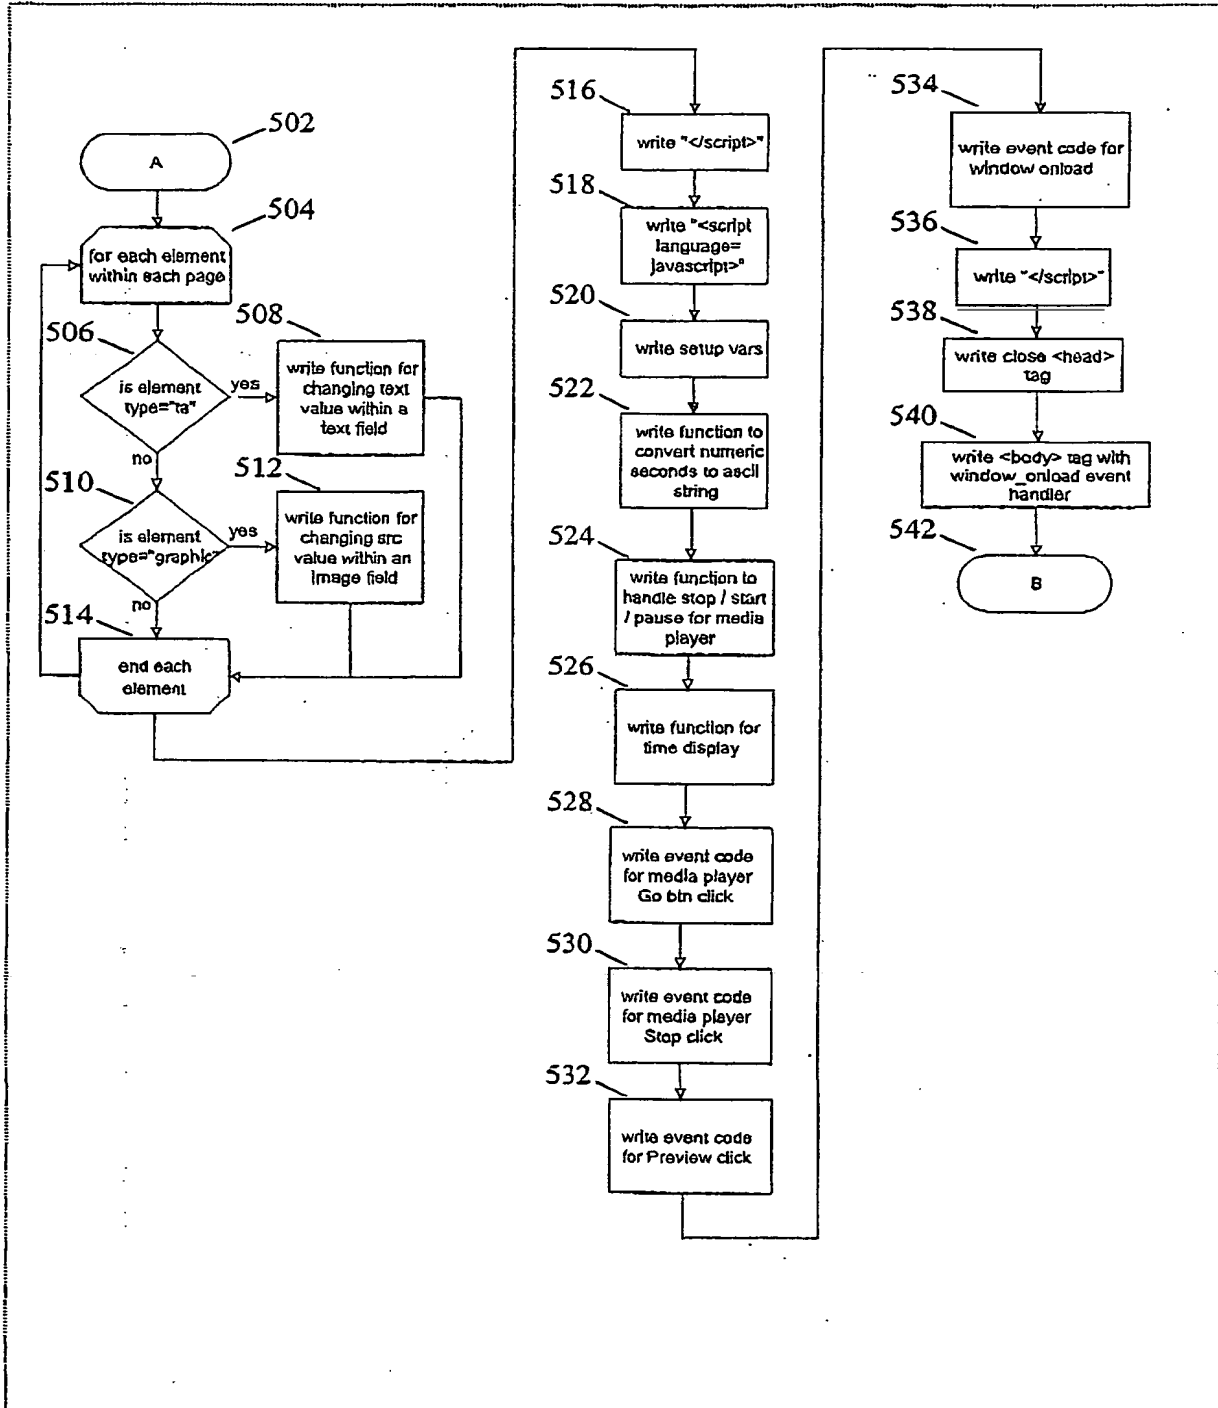 502
A
504
for each element
within each page
506
is element
type="ta"
yes
508
write function for
changing text
value within a
text field
no
510
is element
type="graphic"
yes
512
write function for
changing src
value within an
image field
no
514
end each
element
516
write "</script>"
518
write "<script
language=
javascript>"
520
write setup vars
522
write function to
convert numeric
seconds to ascii
string
524
write function to
handle stop / start
/ pause for media
player
526
write function for
time display
528
write event code
for media player
Go btn click
530
write event code
for media player
Stop click
532
write event code
for Preview click
534
write event code for
window onload
536
write "</script>"
538
write close <head>
tag
540
write <body> tag with
window_onload event
handler
542
B